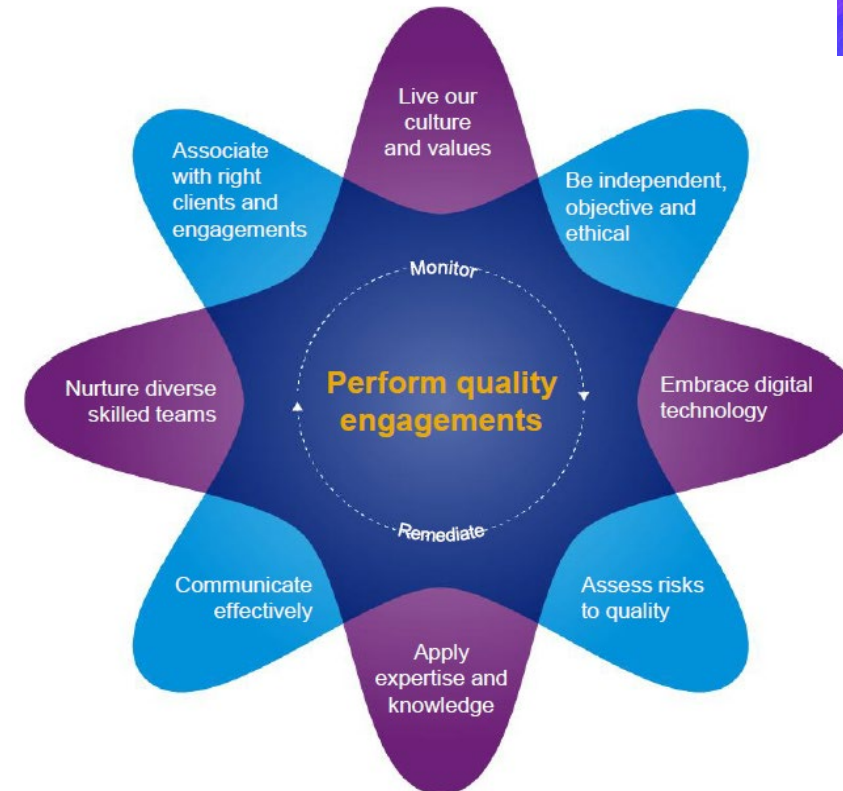 Live our
culture
and values
Be independent,
objective and
ethical
Embrace digital
technology
Assess risks
to quality
Apply
expertise and
knowledge
Communicate
effectively
Nurture diverse
skilled teams
Associate
with right
clients and
engagements
Monitor
Perform quality
engagements
Remediate